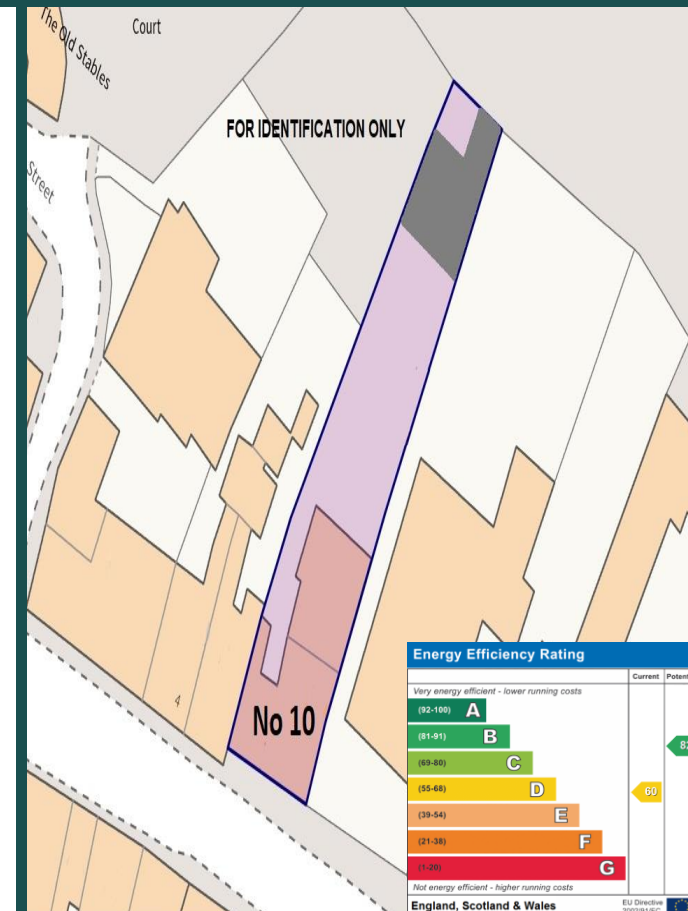 The Old Stables
Court
FOR IDENTIFICATION ONLY
Street
4
No 10
Energy Efficiency Rating
Current
Very energy efficient - lower running costs
(92-100) A
(81-91) B
(69-80) C
(55-68) D
60
(39-54) E
(21-38) F
(1-20) G
Not energy efficient - higher running costs
England, Scotland & Wales
EU Directive